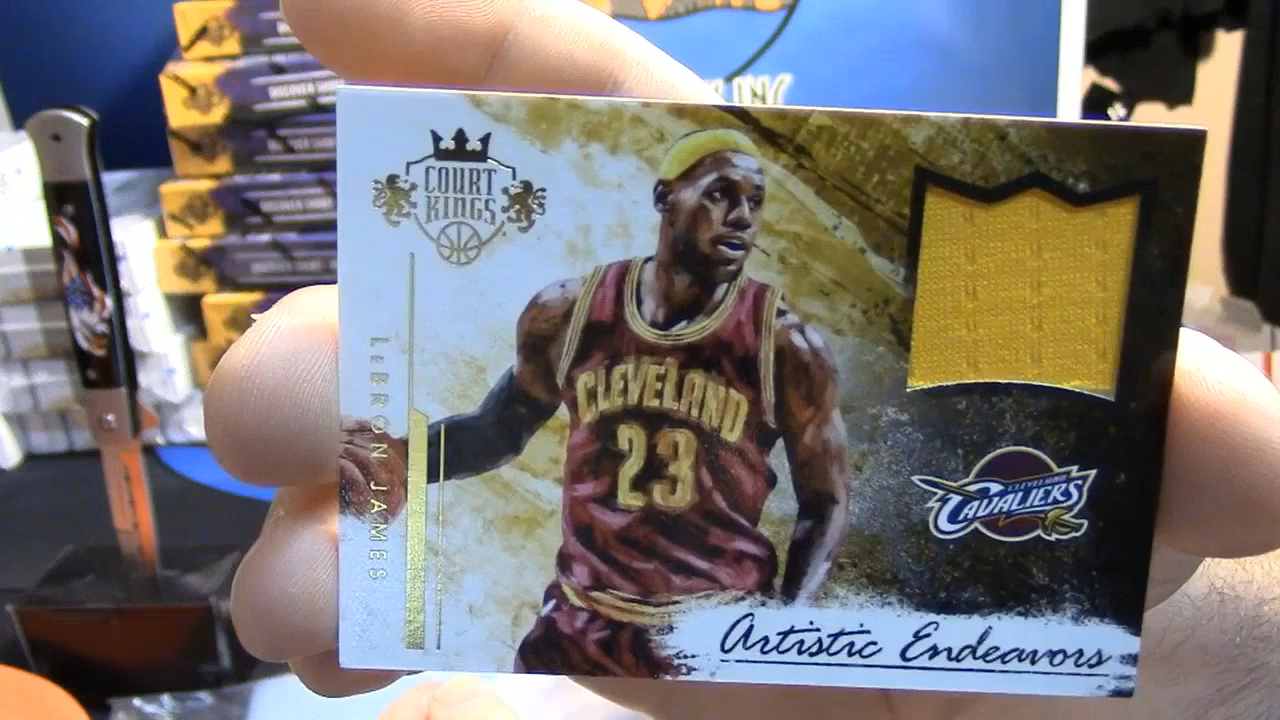 COURT
KINGS
LEBRON JAMES
CLEVELAND
23
CLEVELAND
CAVALIERS
Artistic Endeavors